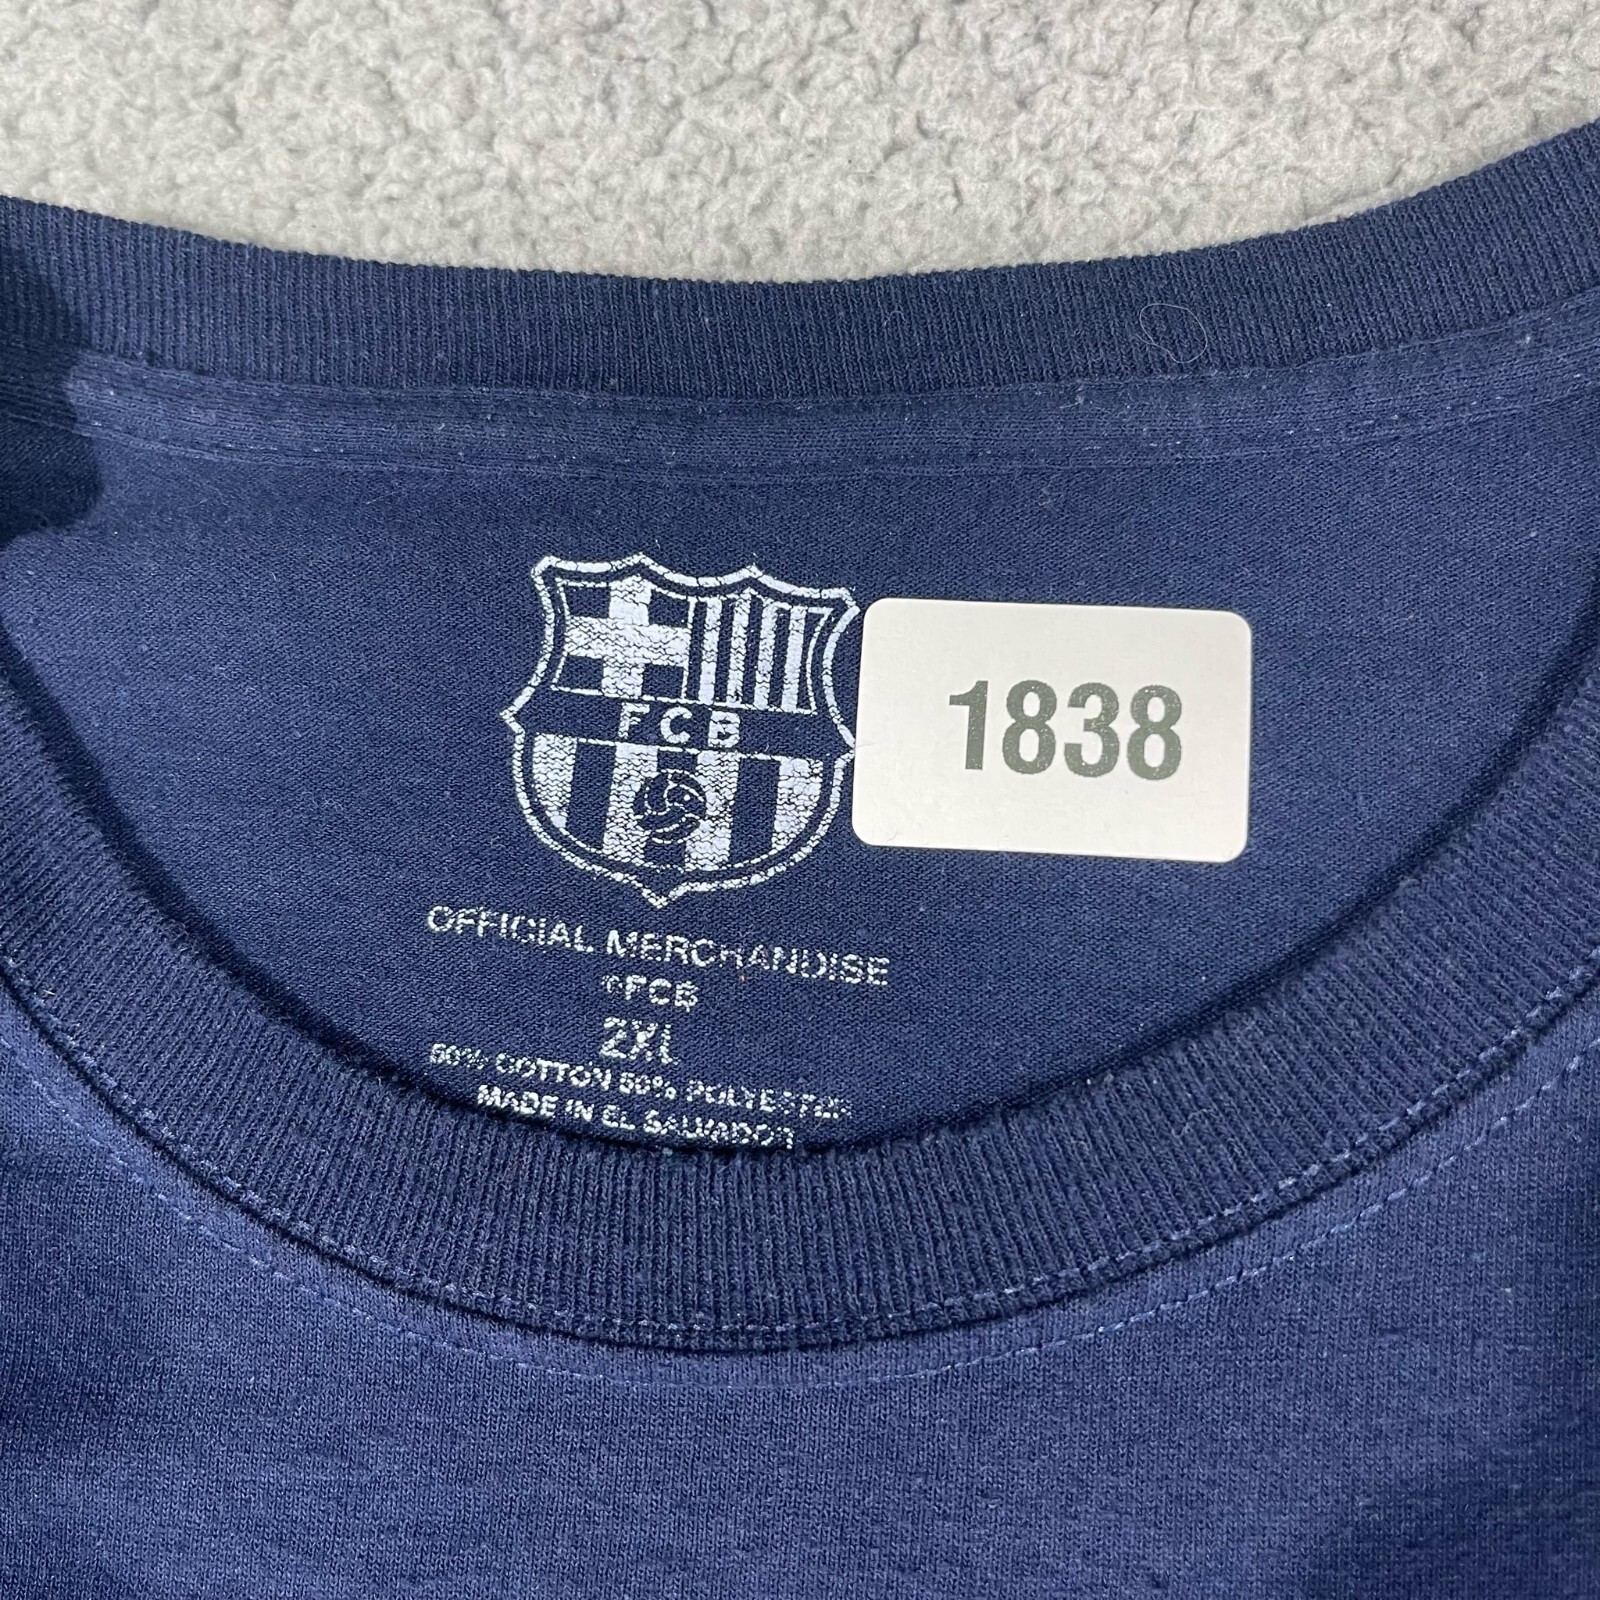 FCB
1838
OFFICIAL MERCHANDISE
©FCB
2XL
50% COTTON 50% POLYESTER
MADE IN EL SALVADOR